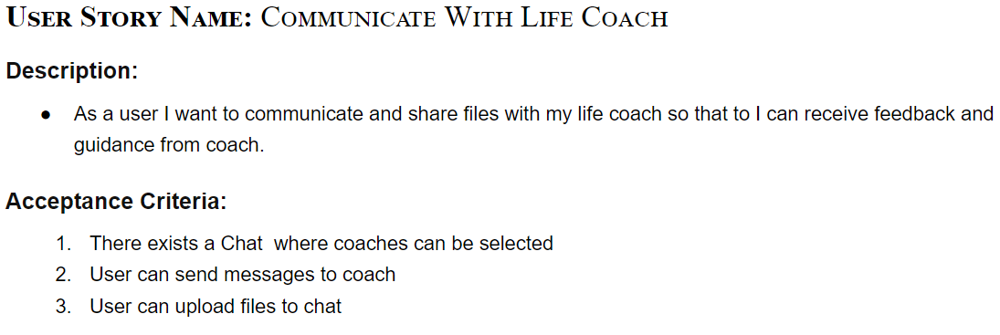 USER STORY NAME: COMMUNICATE WITH LIFE COACH
Description:
● As a user I want to communicate and share files with my life coach so that to I can receive feedback and
guidance from coach.
Acceptance Criteria:
1. There exists a Chat  where coaches can be selected
2. User can send messages to coach
3. User can upload files to chat